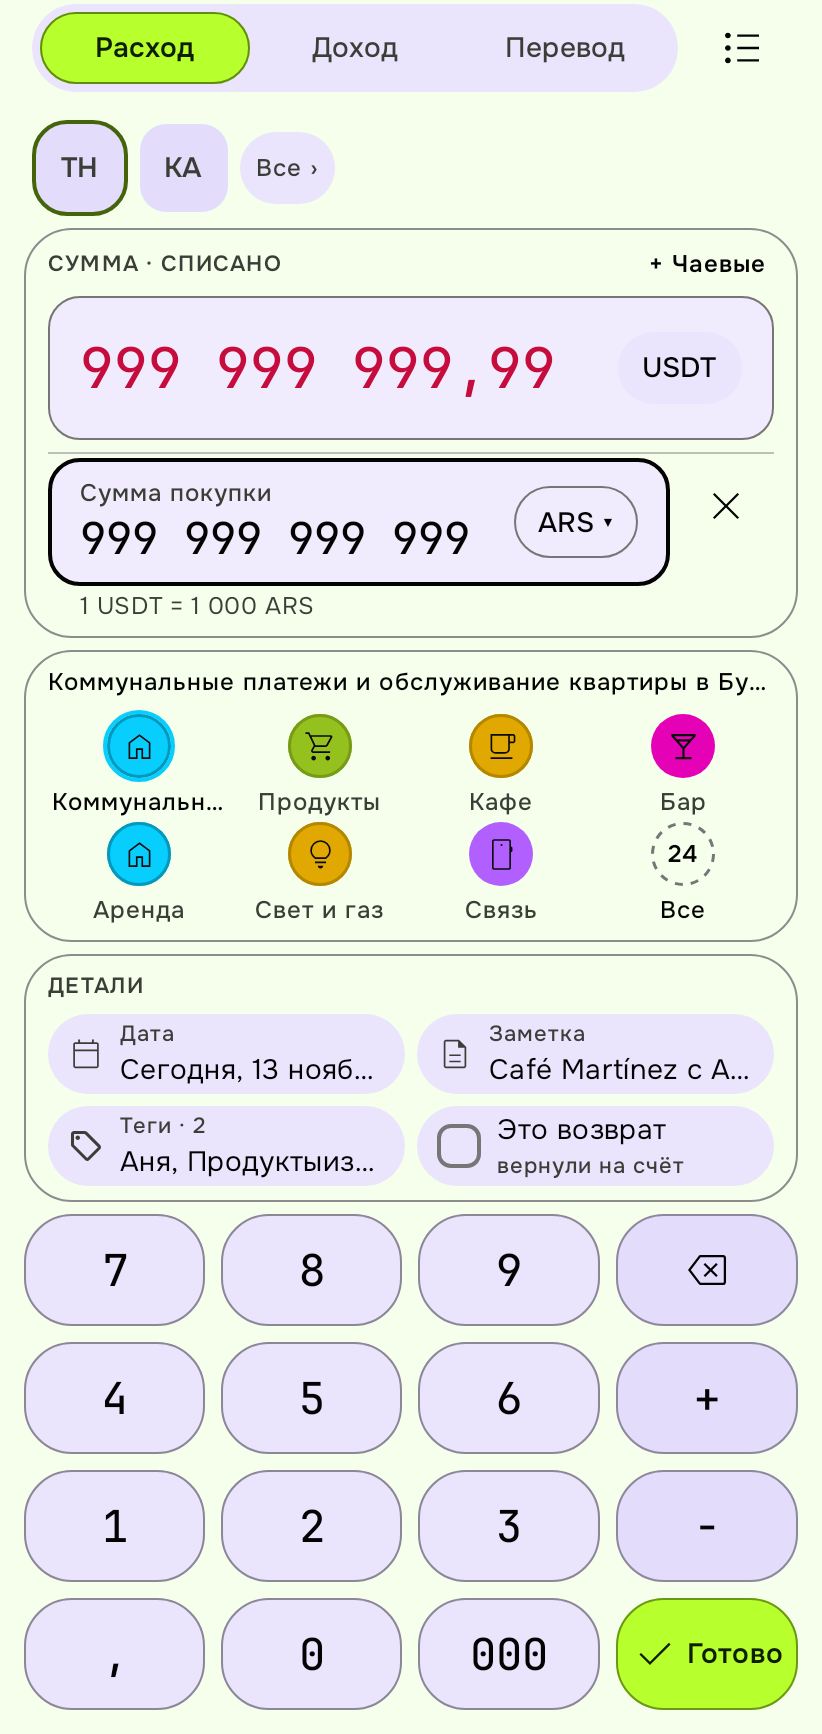 Расход Доход Перевод
ТН КА Все ›
СУММА · СПИСАНО + Чаевые
999 999 999,99 USDT
Сумма покупки
999 999 999 999 ARS ▾
1 USDT = 1 000 ARS
Коммунальные платежи и обслуживание квартиры в Бу…
Коммунальн… Продукты Кафе Бар
24
Аренда Свет и газ Связь Все
ДЕТАЛИ
Дата
Сегодня, 13 нояб…
Заметка
Café Martínez с А…
Теги · 2
Аня, Продуктыиз…
Это возврат
вернули на счёт
7 8 9
4 5 6 +
1 2 3 -
, 0 000 Готово